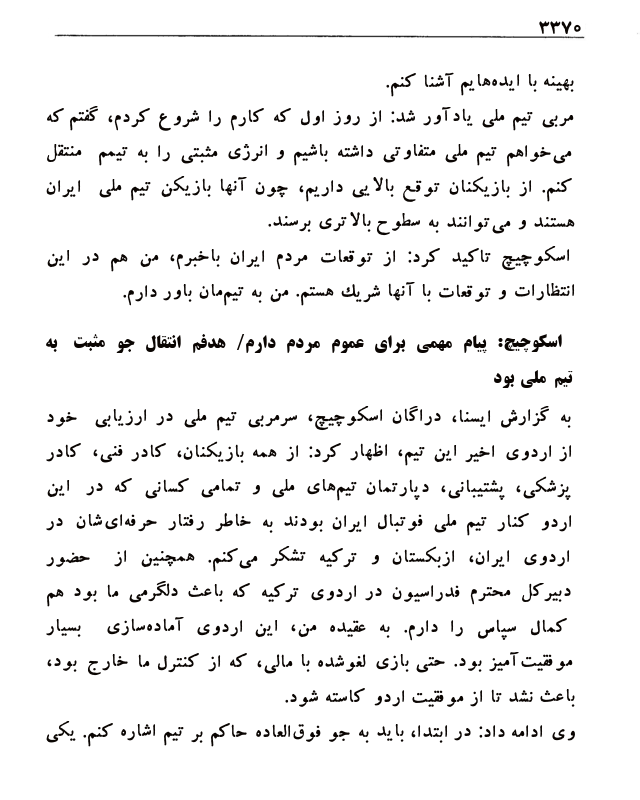 ۳۳۷۰
بهینه با ایده‌هایم آشنا کنم.
مربی تیم ملی یادآور شد: از روز اول که کارم را شروع کردم، گفتم که
می‌خواهم تیم ملی متفاوتی داشته باشیم و انرژی مثبتی را به تیمم منتقل
کنم. از بازیکنان توقع بالایی داریم، چون آنها بازیکن تیم ملی ایران
هستند و می‌توانند به سطوح بالاتری برسند.
اسکوچیچ تاکید کرد: از توقعات مردم ایران باخبرم، من هم در این
انتظارات و توقعات با آنها شریك هستم. من به تیم‌مان باور دارم.
اسکوچیچ: پیام مهمی برای عموم مردم دارم/ هدفم انتقال جو مثبت به
تیم ملی بود
به گزارش ایسنا، دراگان اسکوچیچ، سرمربی تیم ملی در ارزیابی خود
از اردوی اخیر این تیم، اظهار کرد: از همه بازیکنان، کادر فنی، کادر
پزشکی، پشتیبانی، دپارتمان تیم‌های ملی و تمامی کسانی که در این
اردو کنار تیم ملی فوتبال ایران بودند به خاطر رفتار حرفه‌ای‌شان در
اردوی ایران، ازبکستان و ترکیه تشکر می‌کنم. همچنین از حضور
دبیرکل محترم فدراسیون در اردوی ترکیه که باعث دلگرمی ما بود هم
کمال سپاس را دارم. به عقیده من، این اردوی آماده‌سازی بسیار
موفقیت‌آمیز بود. حتی بازی لغوشده با مالی، که از کنترل ما خارج بود،
باعث نشد تا از موفقیت اردو کاسته شود.
وی ادامه داد: در ابتدا، باید به جو فوق‌العاده حاکم بر تیم اشاره کنم. یکی